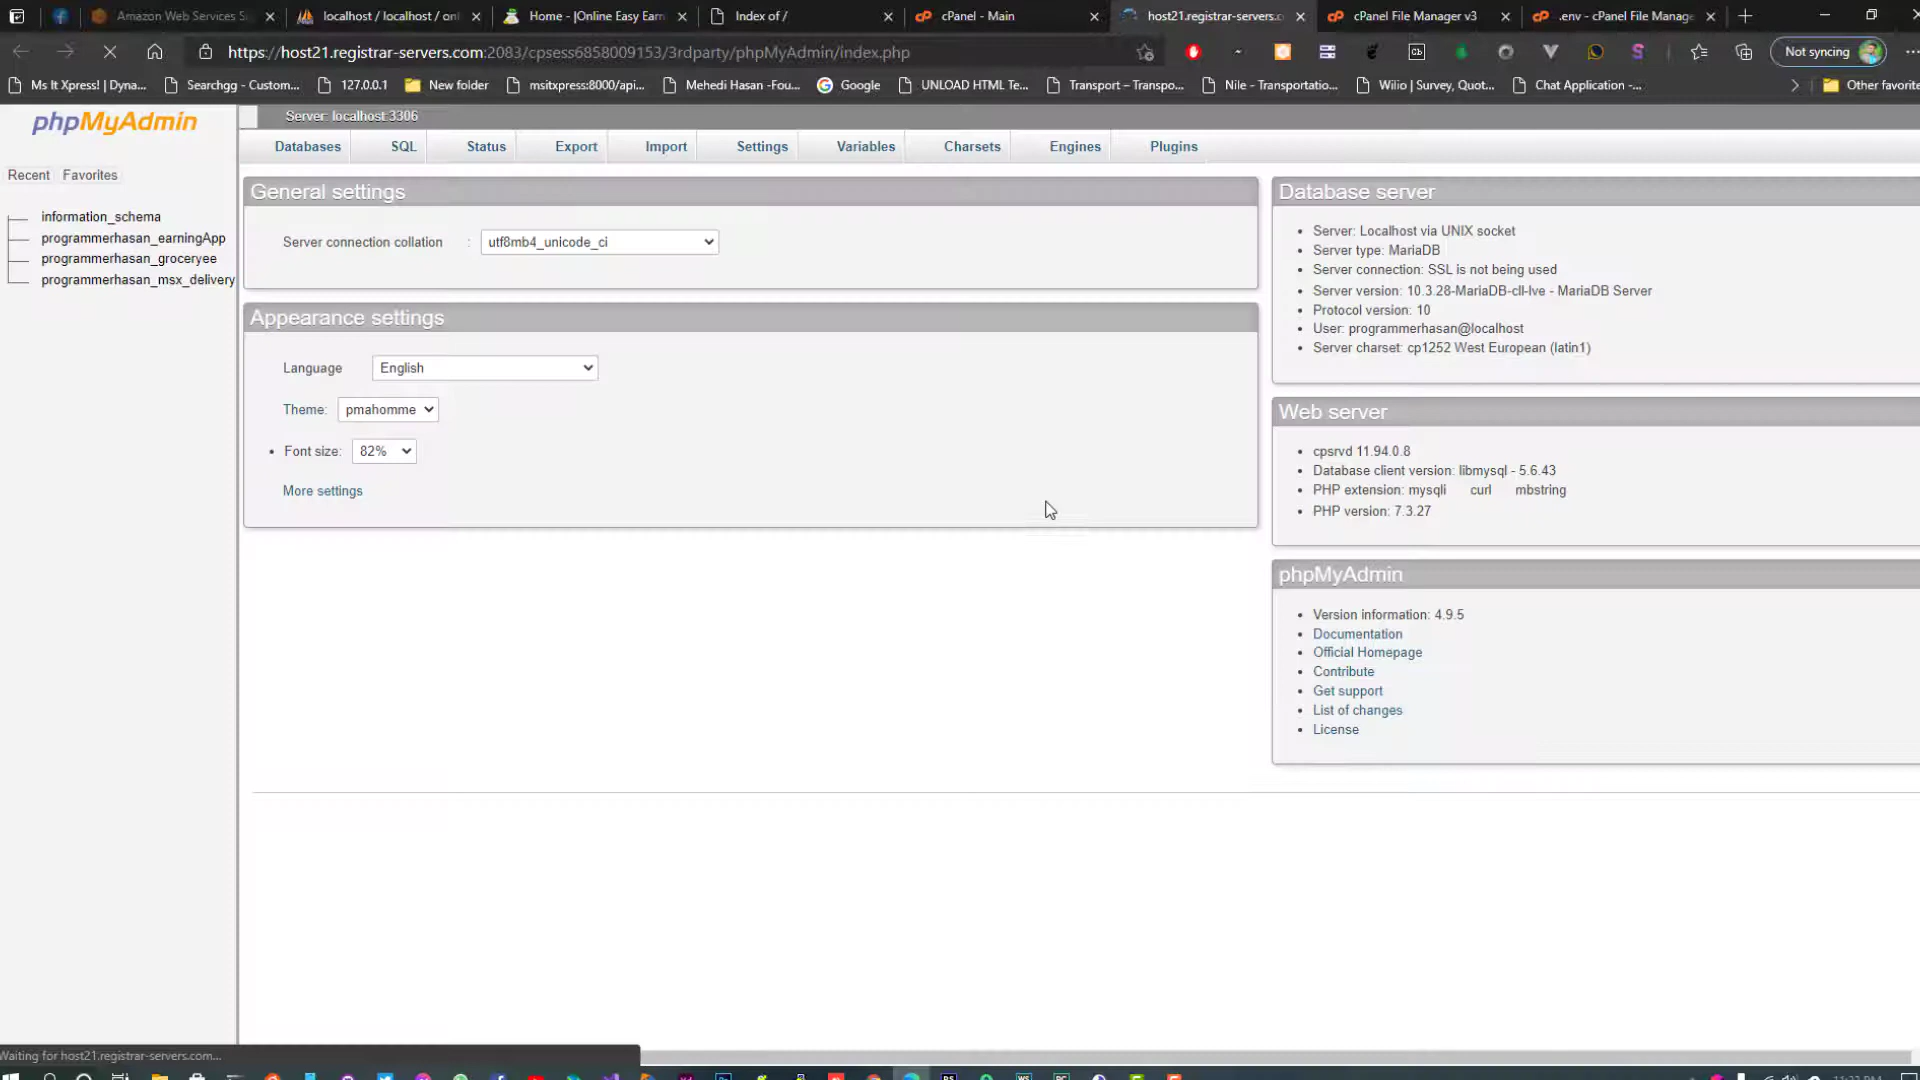 Amazon Web Services S
localhost / localhost / onl
Home - |Online Easy Earn
Index of /
cPanel - Main
host21.registrar-servers.c
cPanel File Manager v3
.env - cPanel File Manage
https://host21.registrar-servers.com:2083/cpsess6858009153/3rdparty/phpMyAdmin/index.php
Not syncing
Ms It Xpress! | Dyna...
Searchgg - Custom...
127.0.0.1
New folder
msitxpress:8000/api...
Mehedi Hasan -Fou...
Google
UNLOAD HTML Te...
Transport – Transpo...
Nile - Transportatio...
Wilio | Survey, Quot...
Chat Application -...
Other favorite
phpMyAdmin
Server: localhost:3306
Databases
SQL
Status
Export
Import
Settings
Variables
Charsets
Engines
Plugins
Recent
Favorites
information_schema
programmerhasan_earningApp
programmerhasan_groceryee
programmerhasan_msx_delivery
General settings
Server connection collation : utf8mb4_unicode_ci
Appearance settings
Language English
Theme: pmahomme
Font size: 82%
More settings
Database server
Server: Localhost via UNIX socket
Server type: MariaDB
Server connection: SSL is not being used
Server version: 10.3.28-MariaDB-cll-lve - MariaDB Server
Protocol version: 10
User: programmerhasan@localhost
Server charset: cp1252 West European (latin1)
Web server
cpsrvd 11.94.0.8
Database client version: libmysql - 5.6.43
PHP extension: mysqli curl mbstring
PHP version: 7.3.27
phpMyAdmin
Version information: 4.9.5
Documentation
Official Homepage
Contribute
Get support
List of changes
License
Waiting for host21.registrar-servers.com...